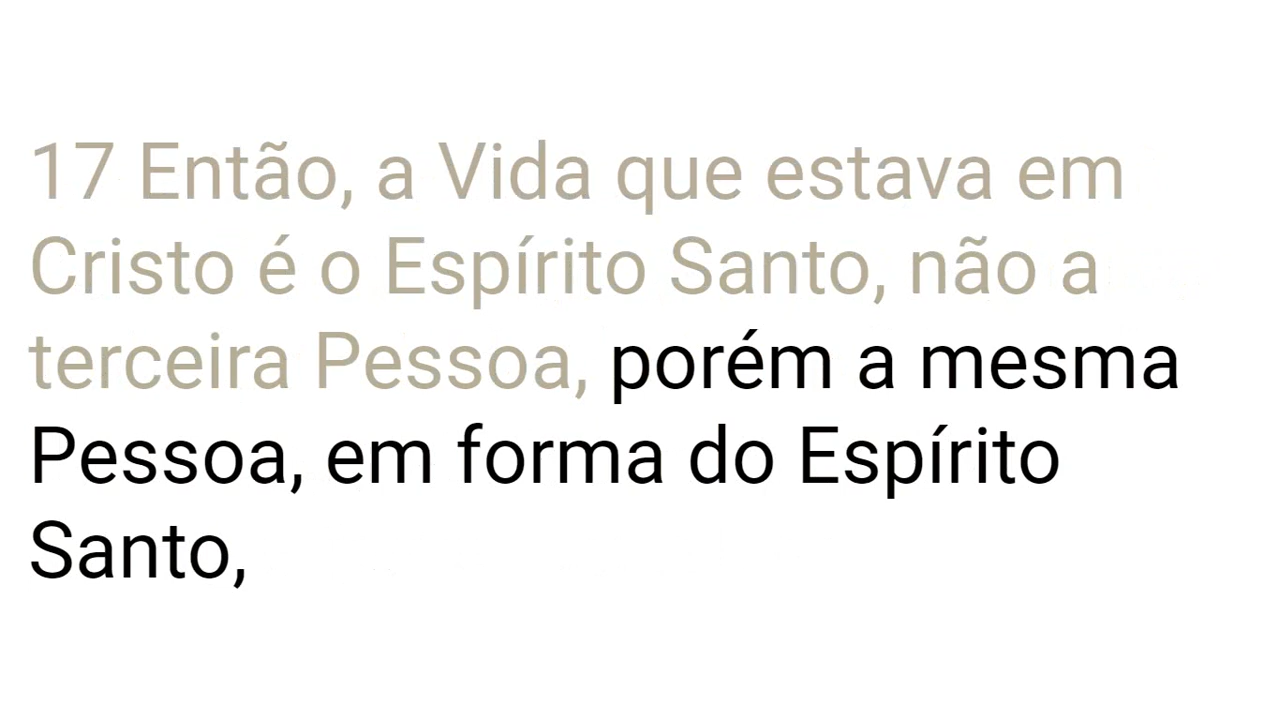 17 Então, a Vida que estava em
Cristo é o Espírito Santo, não a
terceira Pessoa, porém a mesma
Pessoa, em forma do Espírito
Santo,